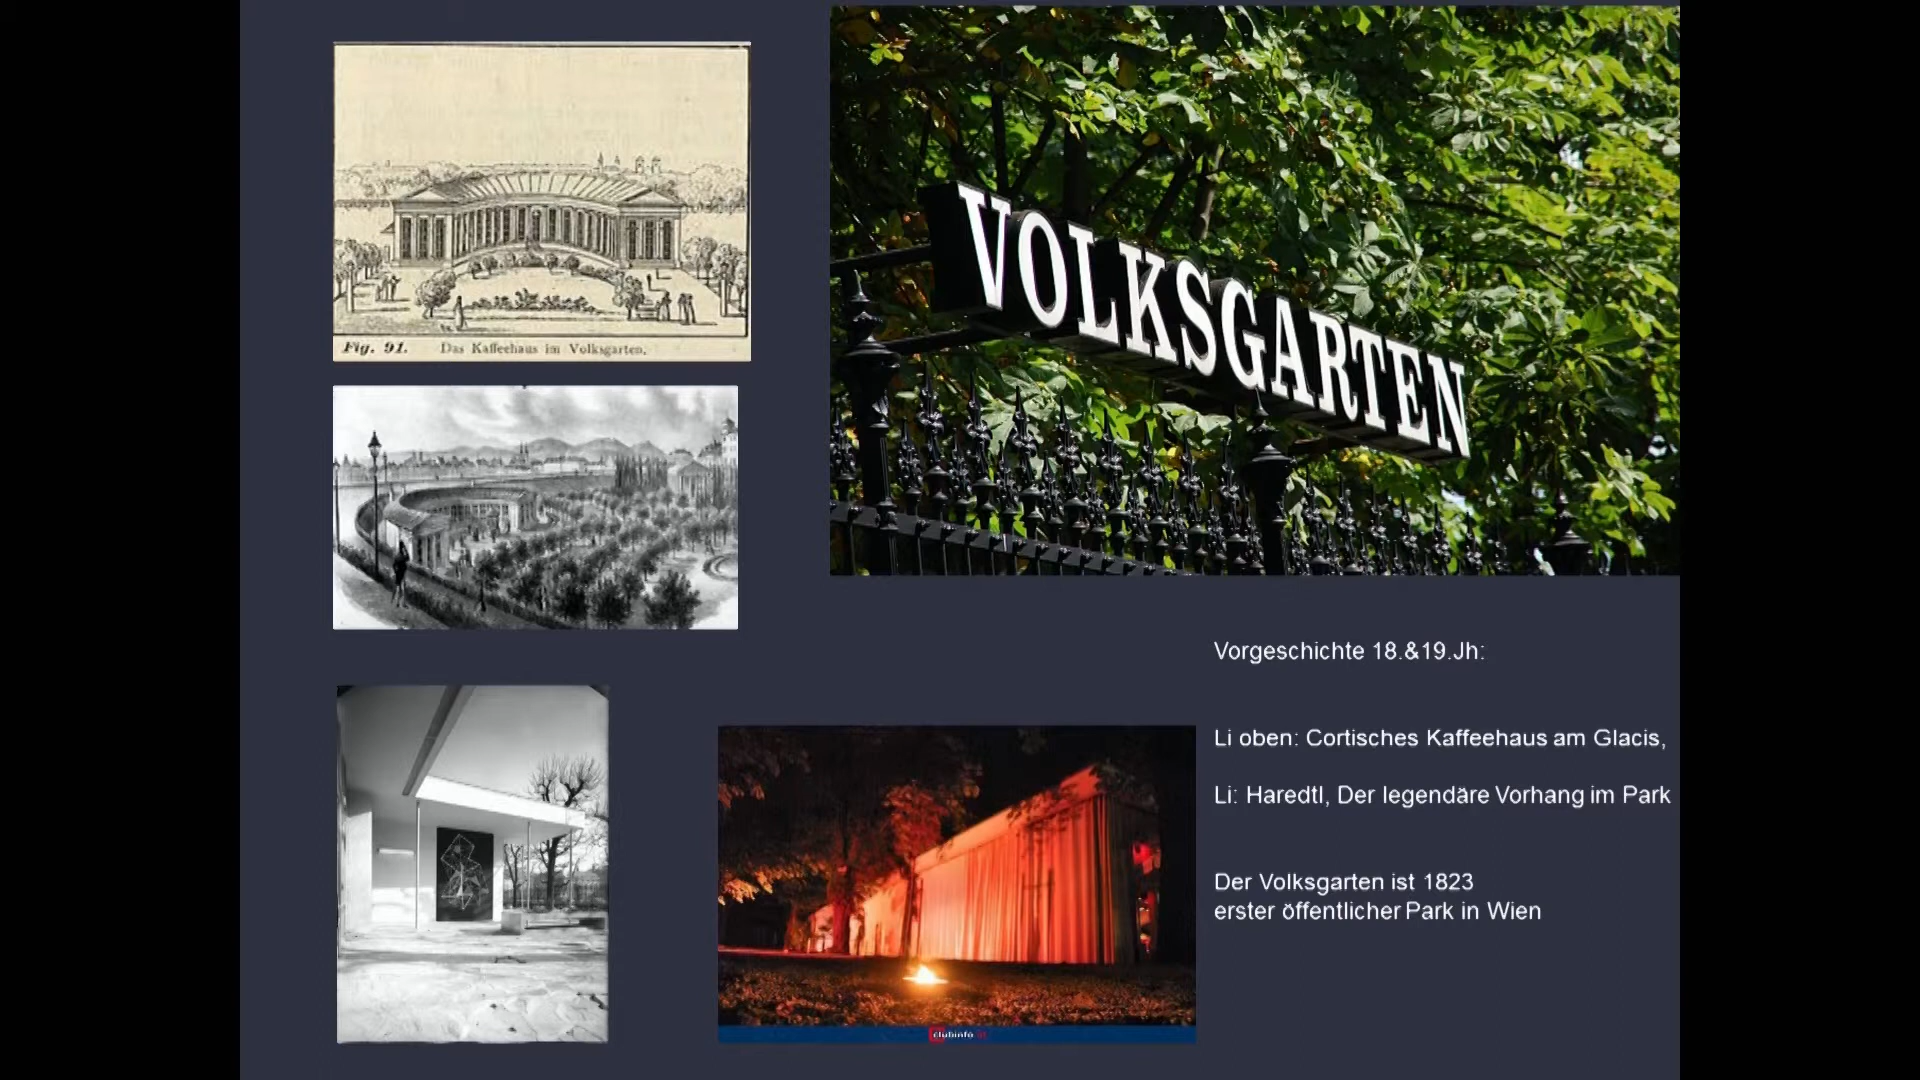 Fig. 91. Das Kaffeehaus im Volksgarten.
VOLKSGARTEN
Vorgeschichte 18.&19.Jh:
Li oben: Cortisches Kaffeehaus am Glacis,
Li: Haredtl, Der legendäre Vorhang im Park
Der Volksgarten ist 1823
erster öffentlicher Park in Wien
clubinfo.at